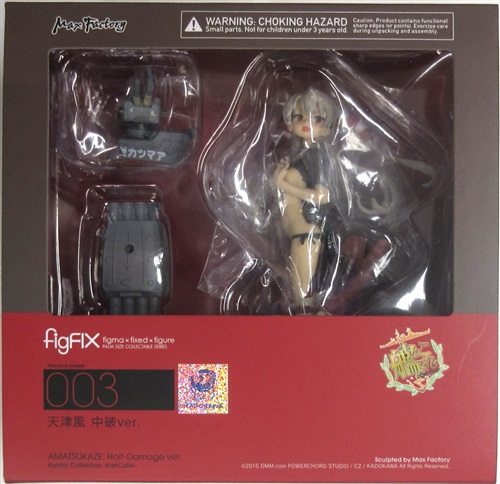 Max Factory
WARNING: CHOKING HAZARD
Small parts. Not for children under 3 years old.
Caution: Product contains functional
sharp edges (or points). Exercise care
during unpacking and assembly.
アマツカゼ
figFIX figma×fixed×figure
PALM SIZE COLLECTABLE SERIES
003
天津風 中破ver.
AMATSUKAZE: Half-Damage ver.
Kantai Collection -KanColle-
Sculpted by Max Factory
©2015 DMM.com POWERCHORD STUDIO / C2 / KADOKAWA All Rights Reserved.